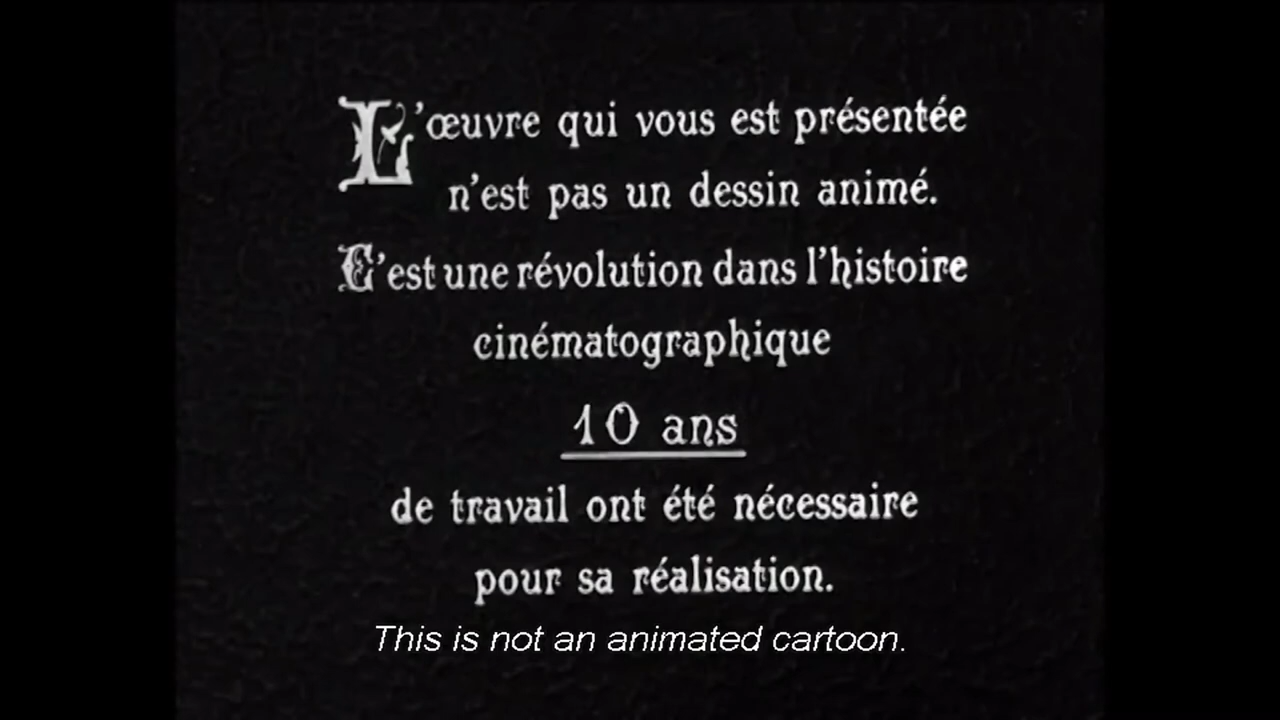 L'œuvre qui vous est présentée
n'est pas un dessin animé.
C'est une révolution dans l'histoire
cinématographique
10 ans
de travail ont été nécessaire
pour sa réalisation.
This is not an animated cartoon.